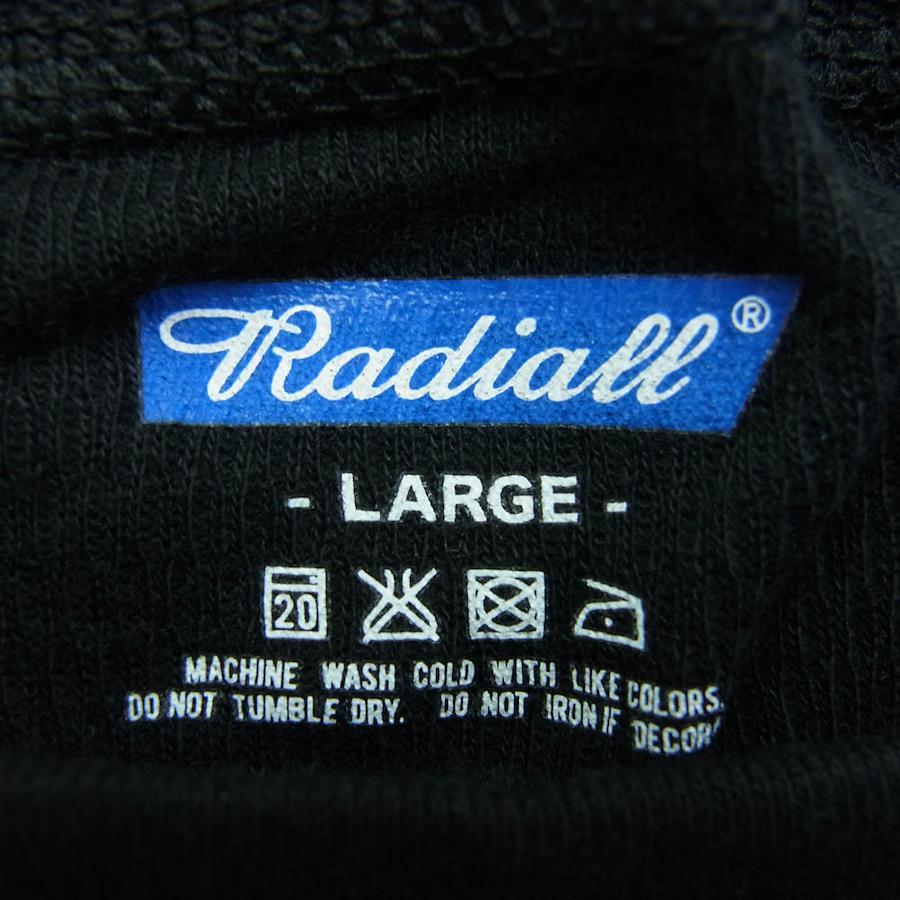 Radiall®
- LARGE -
20
MACHINE WASH COLD WITH LIKE COLORS.
DO NOT TUMBLE DRY. DO NOT IRON IF